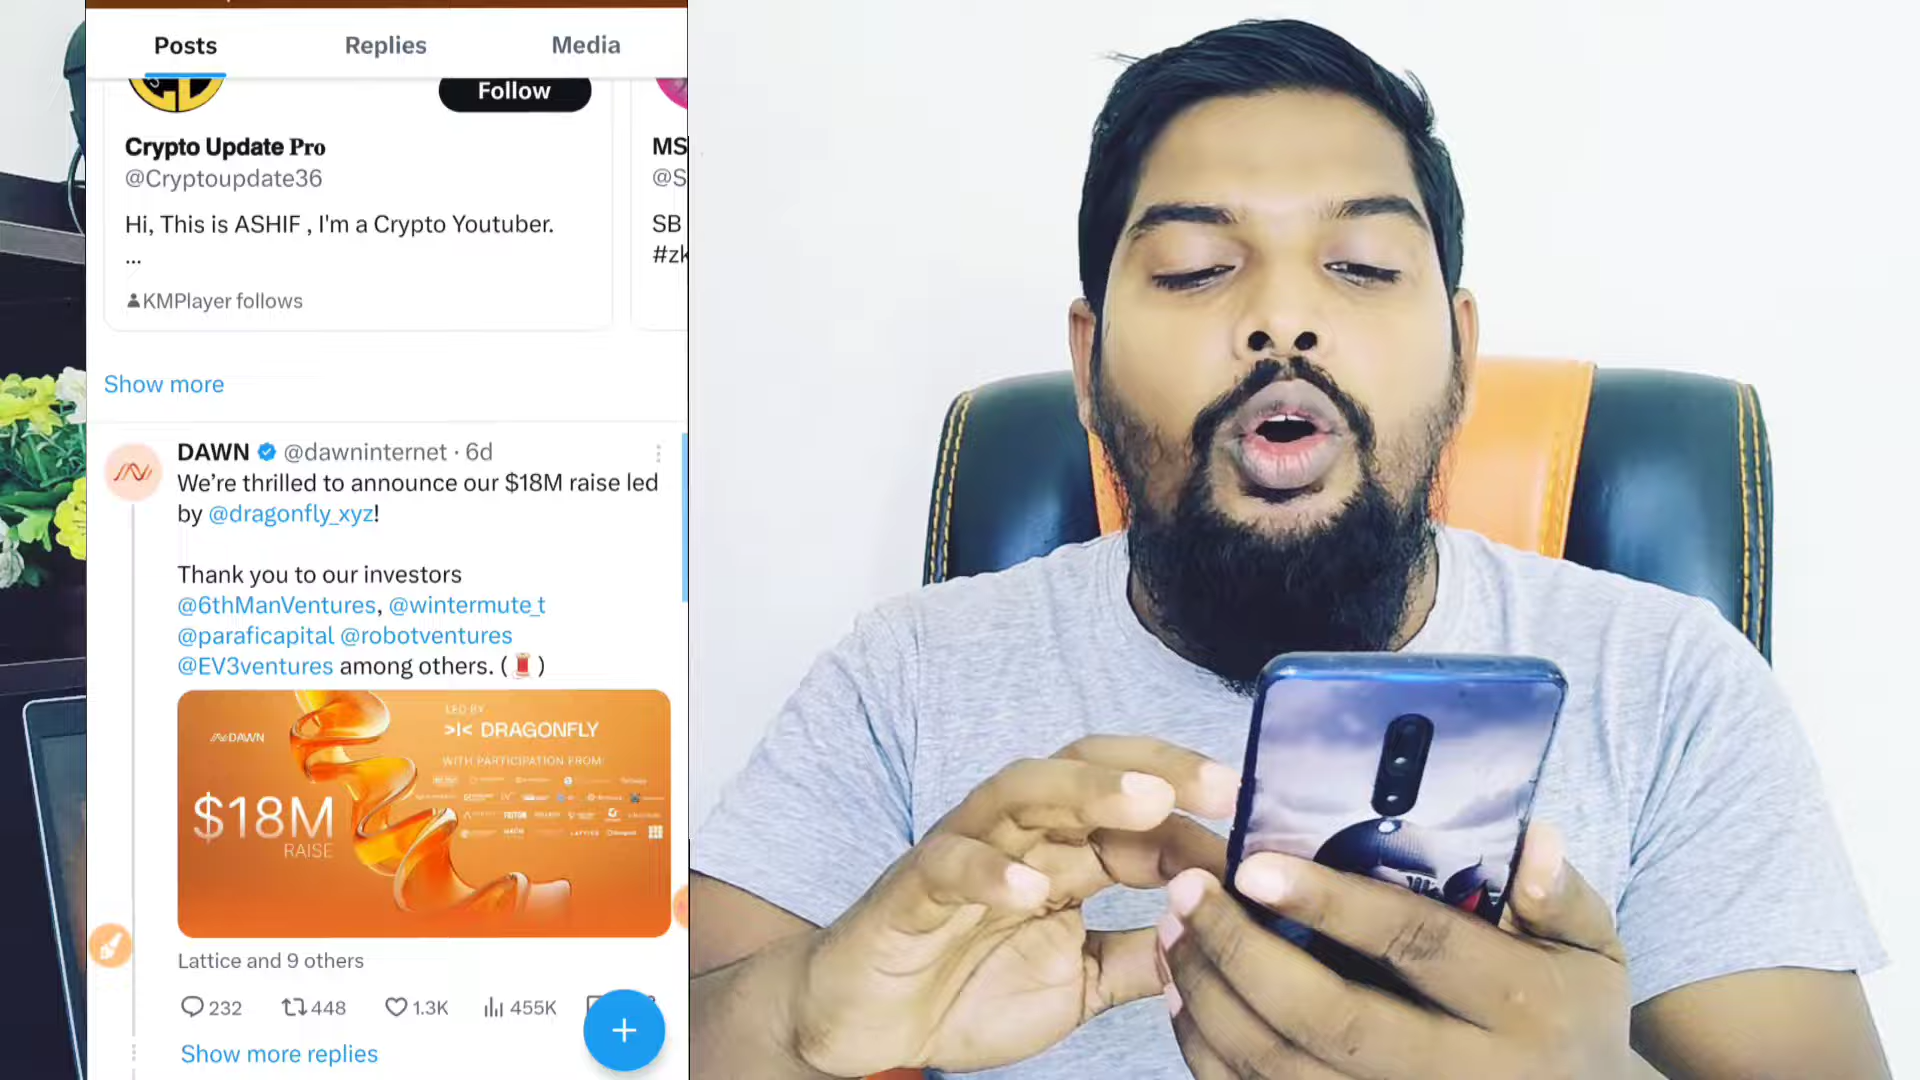 Posts
Replies
Media
Follow
Crypto Update Pro
@Cryptoupdate36
Hi, This is ASHIF , I'm a Crypto Youtuber.
...
KMPlayer follows
MS
@S
SB
#zk
Show more
DAWN @dawninternet · 6d
We’re thrilled to announce our $18M raise led
by @dragonfly_xyz!
Thank you to our investors
@6thManVentures, @wintermute_t
@paraficapital @robotventures
@EV3ventures among others. (🧵)
DAWN
$18M
RAISE
LED BY
DRAGONFLY
WITH PARTICIPATION FROM:
Lattice and 9 others
232
448
1.3K
455K
Show more replies